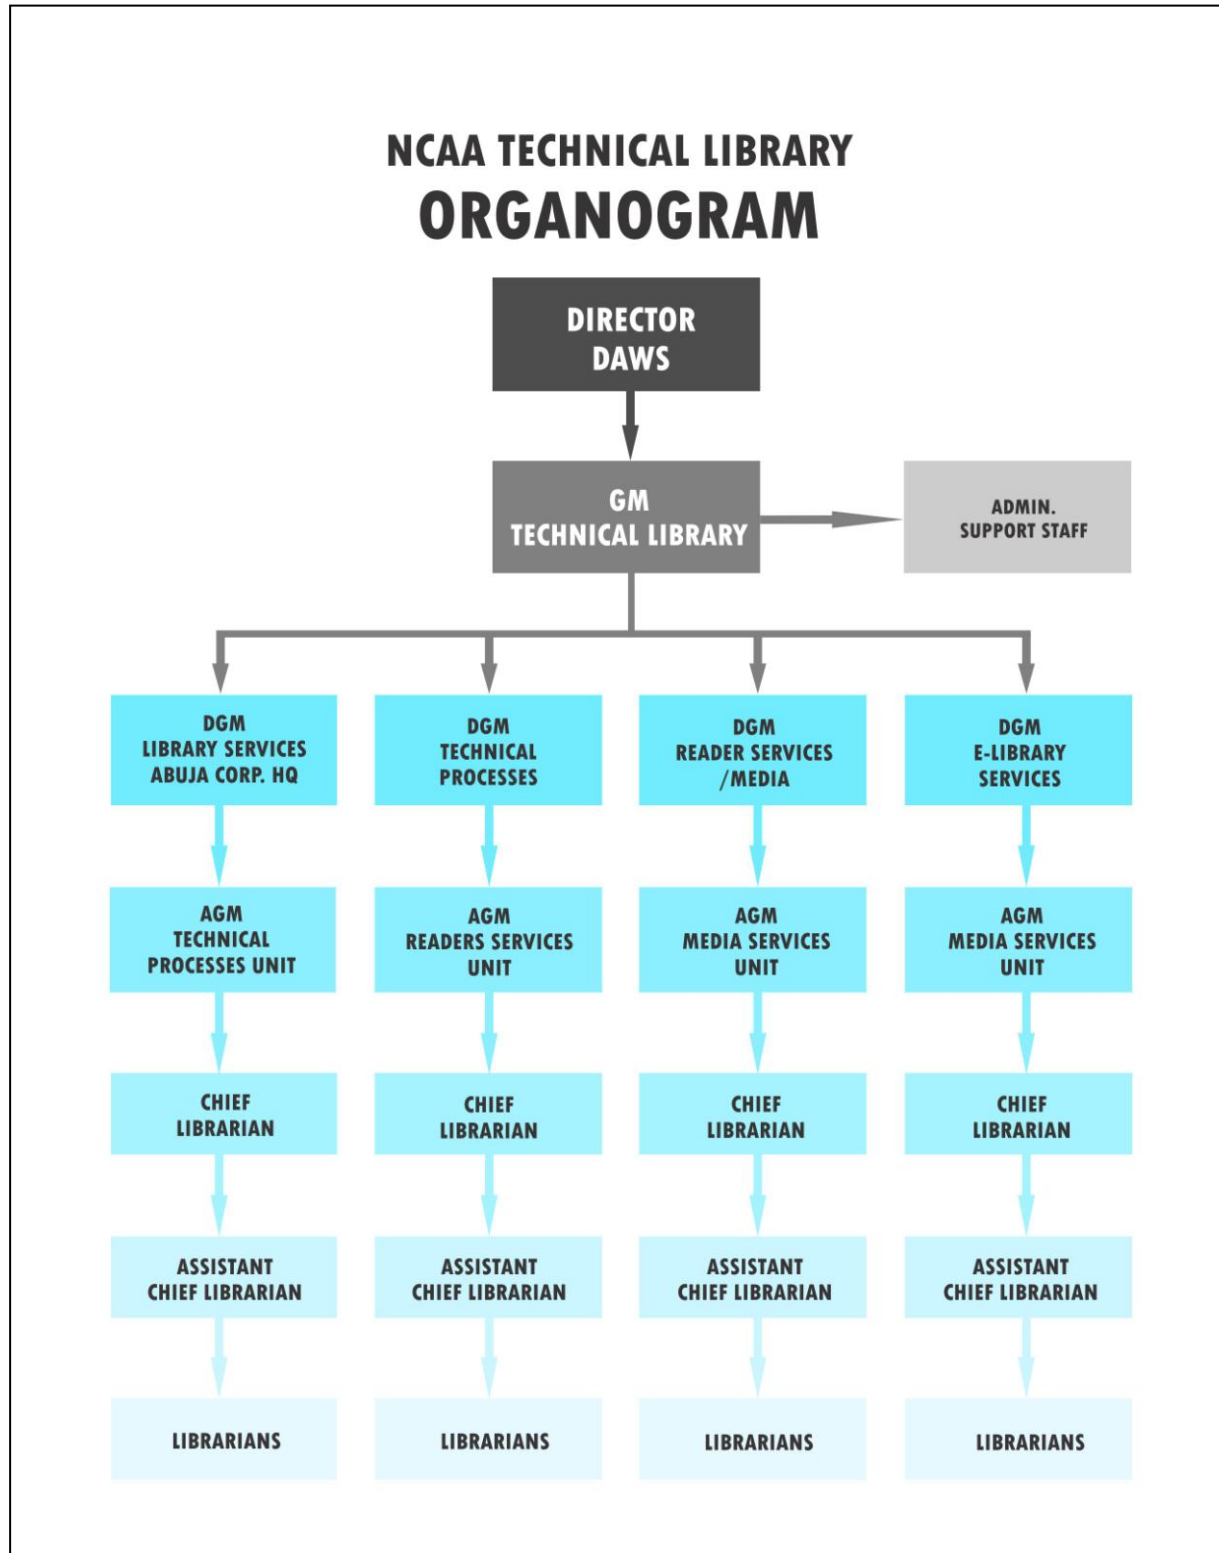 NCAA TECHNICAL LIBRARY
ORGANOGRAM
DIRECTOR
DAWS
GM
TECHNICAL LIBRARY
ADMIN.
SUPPORT STAFF
DGM
LIBRARY SERVICES
ABUJA CORP. HQ
DGM
TECHNICAL
PROCESSES
DGM
READER SERVICES
/MEDIA
DGM
E-LIBRARY
SERVICES
AGM
TECHNICAL
PROCESSES UNIT
AGM
READERS SERVICES
UNIT
AGM
MEDIA SERVICES
UNIT
AGM
MEDIA SERVICES
UNIT
CHIEF
LIBRARIAN
CHIEF
LIBRARIAN
CHIEF
LIBRARIAN
CHIEF
LIBRARIAN
ASSISTANT
CHIEF LIBRARIAN
ASSISTANT
CHIEF LIBRARIAN
ASSISTANT
CHIEF LIBRARIAN
ASSISTANT
CHIEF LIBRARIAN
LIBRARIANS
LIBRARIANS
LIBRARIANS
LIBRARIANS